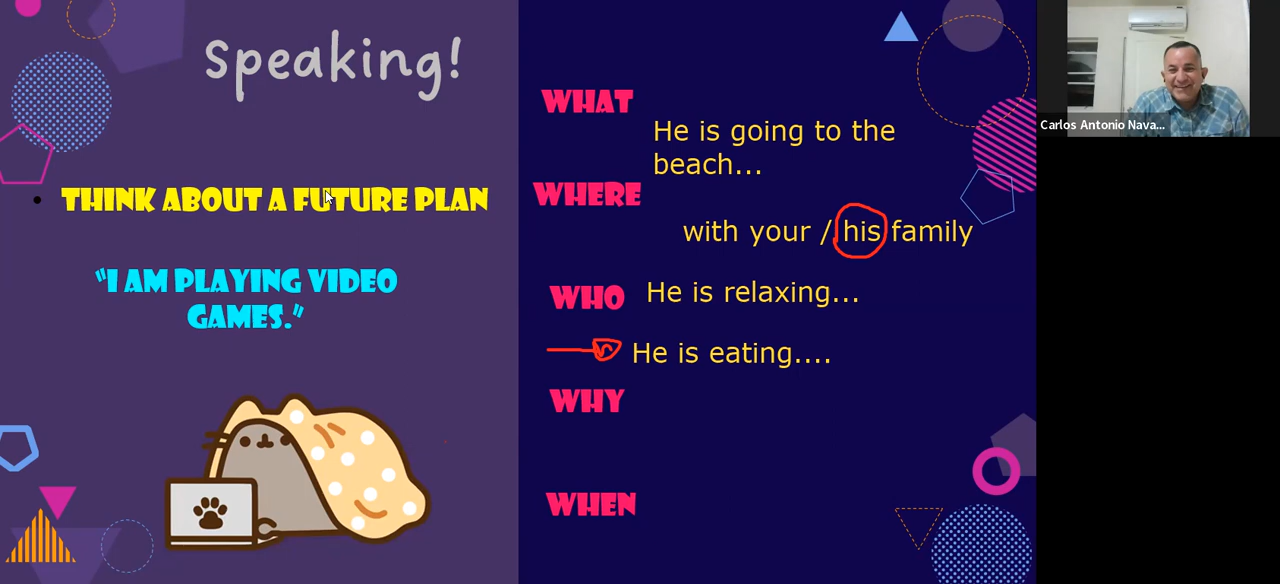 Speaking!
• THINK ABOUT A FUTURE PLAN
"I AM PLAYING VIDEO
GAMES."
WHAT
He is going to the
beach...
WHERE
with your / his family
WHO He is relaxing...
He is eating....
WHY
WHEN
Carlos Antonio Nava...